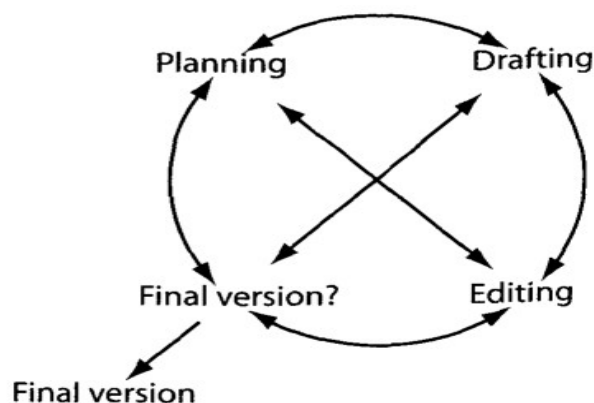 Planning
Drafting
Final version?
Editing
Final version